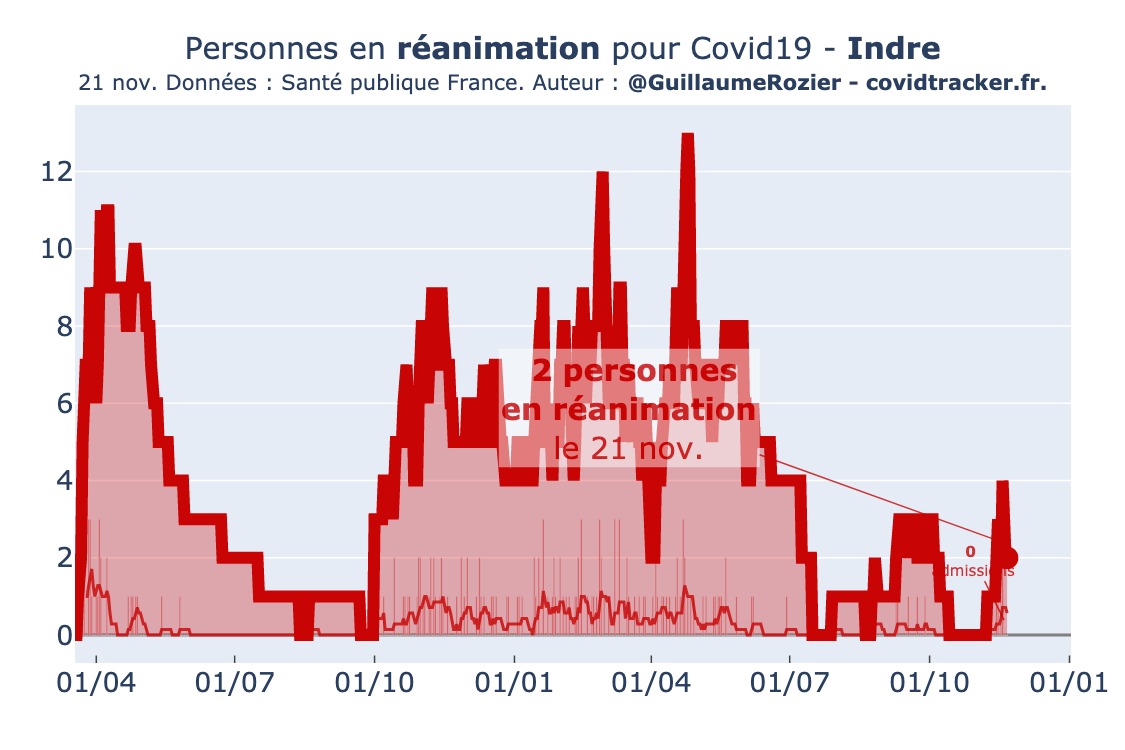 Personnes en réanimation pour Covid19 - Indre
21 nov. Données : Santé publique France. Auteur : @GuillaumeRozier - covidtracker.fr.
12
10
8
6
4
2
0
2 personnes
en réanimation
le 21 nov.
0
admissions
01/04
01/07
01/10
01/01
01/04
01/07
01/10
01/01